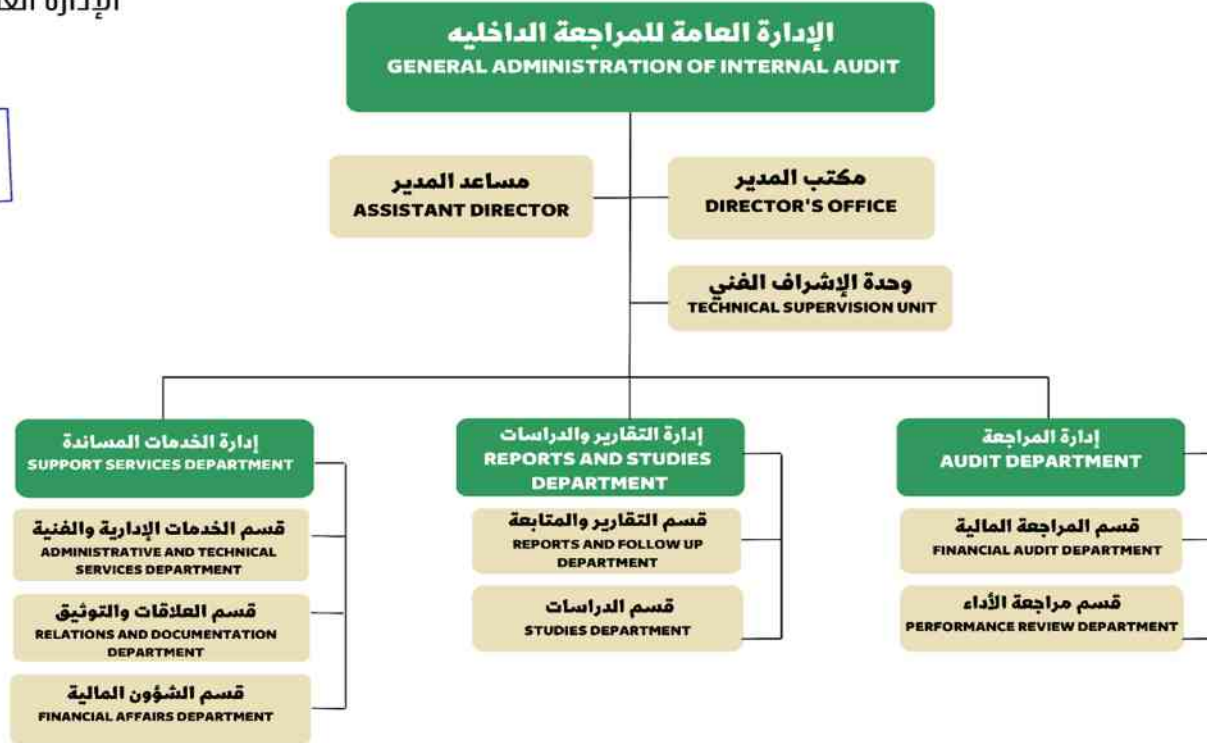 الإدارة
الإدارة العامة للمراجعة الداخليه
GENERAL ADMINISTRATION OF INTERNAL AUDIT
مكتب المدير
DIRECTOR'S OFFICE
مساعد المدير
ASSISTANT DIRECTOR
وحدة الإشراف الفني
TECHNICAL SUPERVISION UNIT
إدارة المراجعة
AUDIT DEPARTMENT
قسم المراجعة المالية
FINANCIAL AUDIT DEPARTMENT
قسم مراجعة الأداء
PERFORMANCE REVIEW DEPARTMENT
إدارة التقارير والدراسات
REPORTS AND STUDIES
DEPARTMENT
قسم التقارير والمتابعة
REPORTS AND FOLLOW UP
DEPARTMENT
قسم الدراسات
STUDIES DEPARTMENT
إدارة الخدمات المساندة
SUPPORT SERVICES DEPARTMENT
قسم الخدمات الإدارية والفنية
ADMINISTRATIVE AND TECHNICAL
SERVICES DEPARTMENT
قسم العلاقات والتوثيق
RELATIONS AND DOCUMENTATION
DEPARTMENT
قسم الشؤون المالية
FINANCIAL AFFAIRS DEPARTMENT